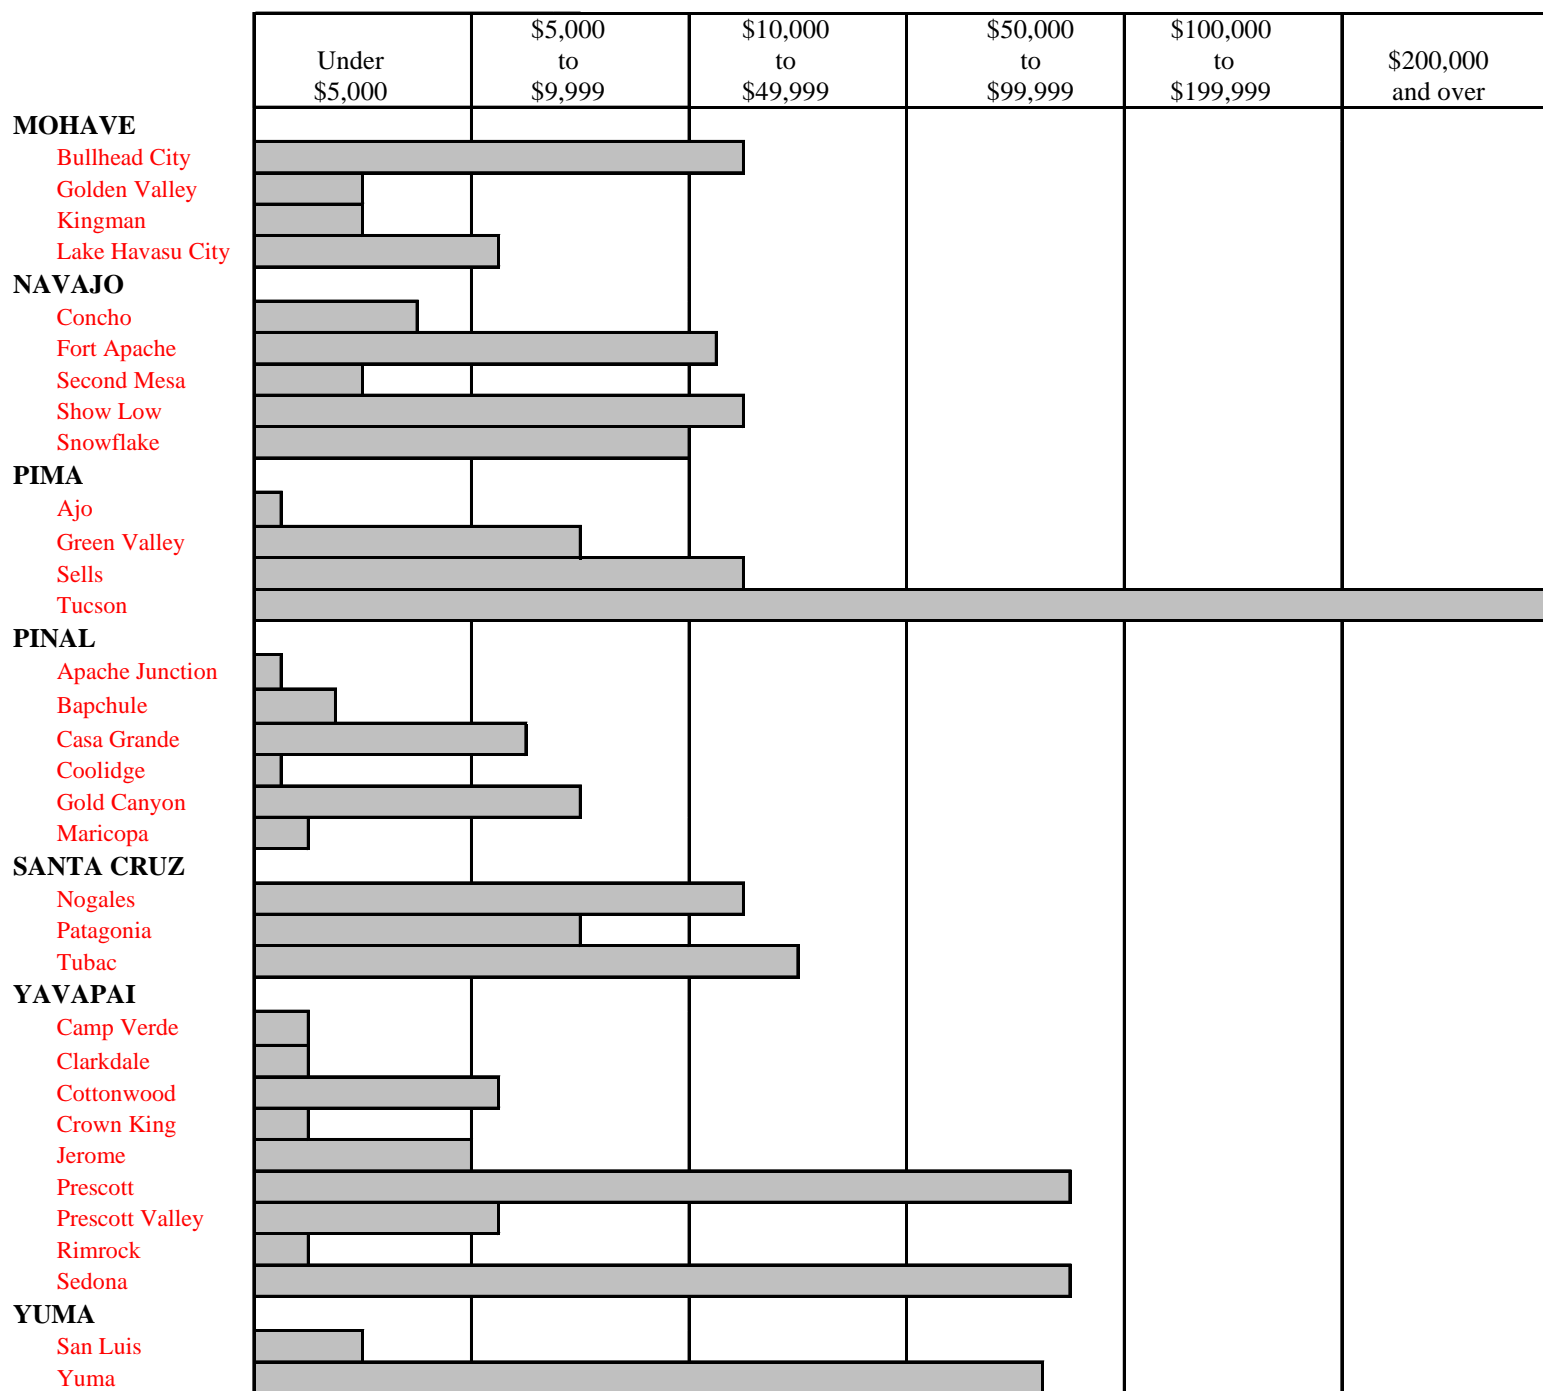 Under
$5,000
$5,000
to
$9,999
$10,000
to
$49,999
$50,000
to
$99,999
$100,000
to
$199,999
$200,000
and over
MOHAVE
Bullhead City
Golden Valley
Kingman
Lake Havasu City
NAVAJO
Concho
Fort Apache
Second Mesa
Show Low
Snowflake
PIMA
Ajo
Green Valley
Sells
Tucson
PINAL
Apache Junction
Bapchule
Casa Grande
Coolidge
Gold Canyon
Maricopa
SANTA CRUZ
Nogales
Patagonia
Tubac
YAVAPAI
Camp Verde
Clarkdale
Cottonwood
Crown King
Jerome
Prescott
Prescott Valley
Rimrock
Sedona
YUMA
San Luis
Yuma